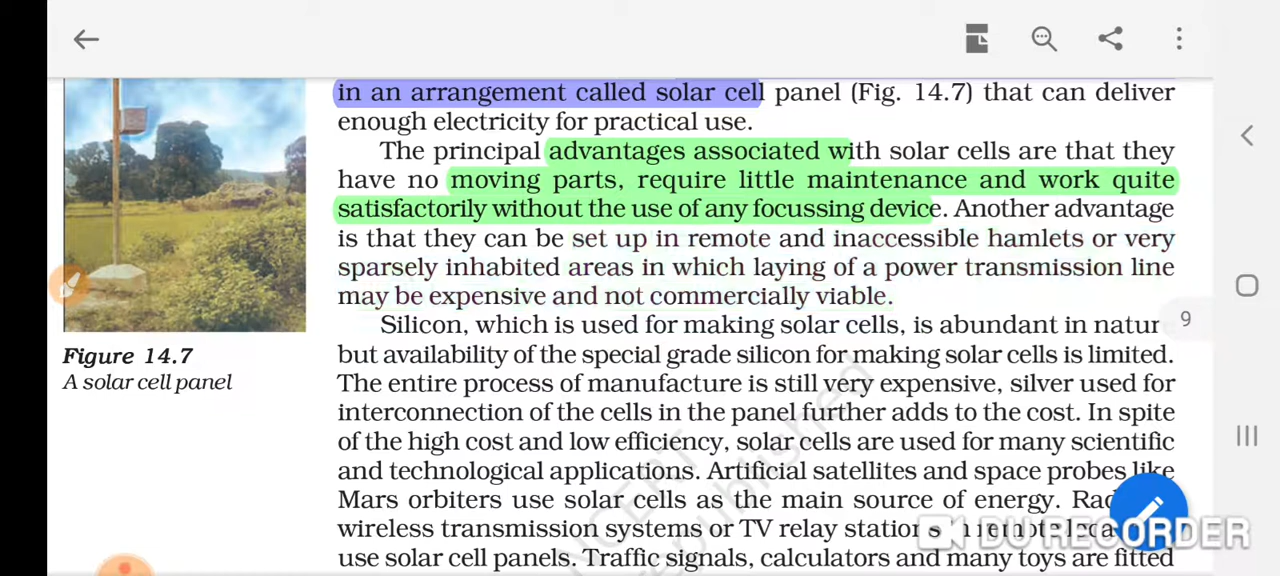 in an arrangement called solar cell panel (Fig. 14.7) that can deliver
enough electricity for practical use.
The principal advantages associated with solar cells are that they
have no moving parts, require little maintenance and work quite
satisfactorily without the use of any focussing device. Another advantage
is that they can be set up in remote and inaccessible hamlets or very
sparsely inhabited areas in which laying of a power transmission line
may be expensive and not commercially viable.
Silicon, which is used for making solar cells, is abundant in natur
but availability of the special grade silicon for making solar cells is limited.
The entire process of manufacture is still very expensive, silver used for
interconnection of the cells in the panel further adds to the cost. In spite
of the high cost and low efficiency, solar cells are used for many scientific
and technological applications. Artificial satellites and space probes like
Mars orbiters use solar cells as the main source of energy.
wireless transmission systems or TV relay stations
use solar cell panels. Traffic signals, calculators and many toys are fitted
Figure 14.7
A solar cell panel
9
DU RECORDER
NCERT
republished